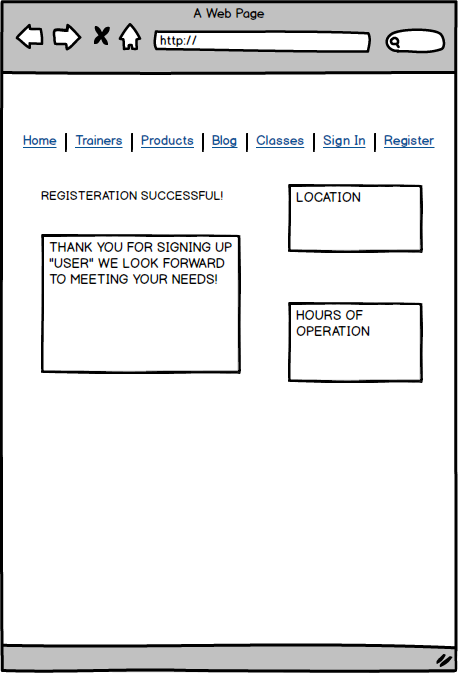 A Web Page
http://
Home | Trainers | Products | Blog | Classes | Sign In | Register
REGISTERATION SUCCESSFUL!
THANK YOU FOR SIGNING UP
"USER" WE LOOK FORWARD
TO MEETING YOUR NEEDS!
LOCATION
HOURS OF
OPERATION